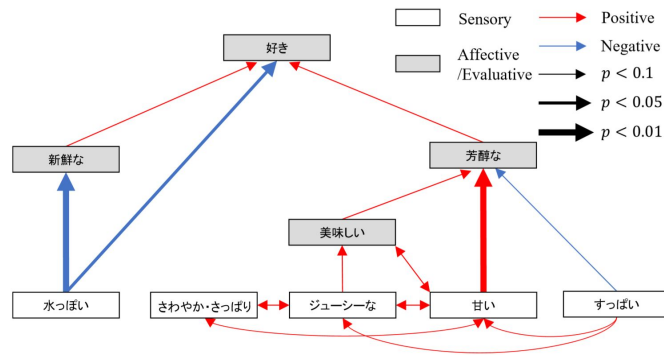 好き
新鮮な
芳醇な
美味しい
水っぽい
さわやか・さっぱり
ジューシーな
甘い
すっぱい
Sensory
Affective
/Evaluative
Positive
Negative
p < 0.1
p < 0.05
p < 0.01